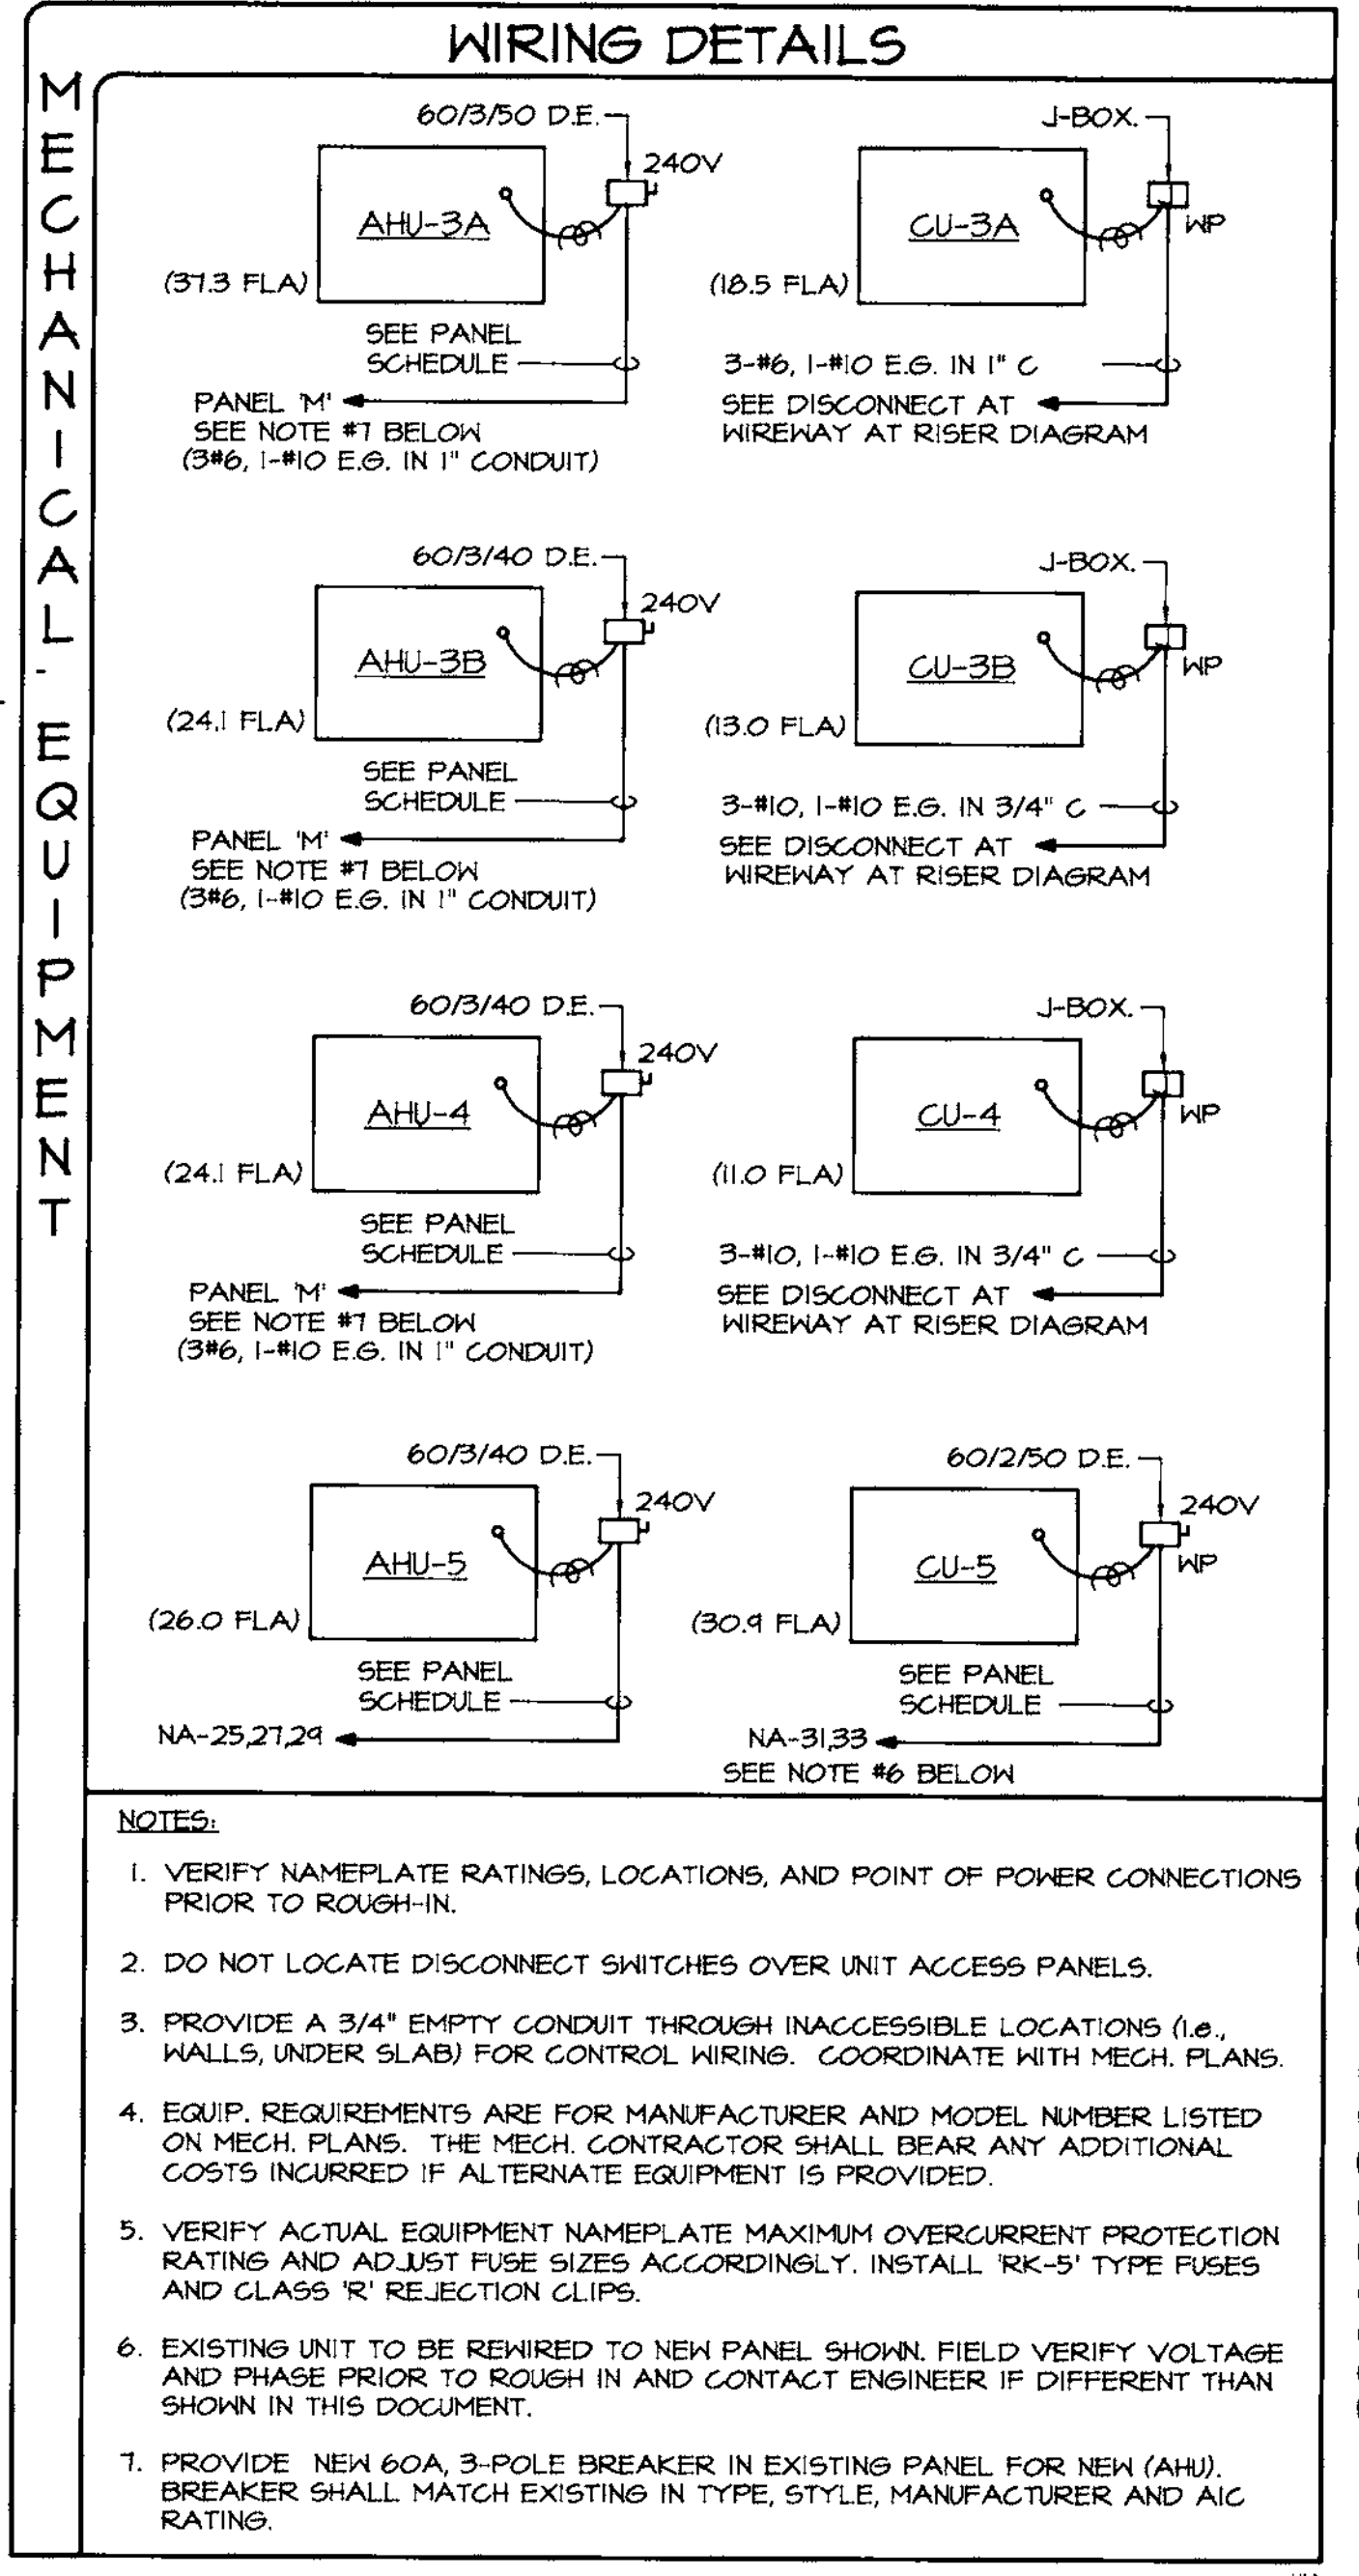 WIRING DETAILS
MECHANICAL EQUIPMENT
60/3/50 D.E.
240V
AHU-3A
(37.3 FLA)
SEE PANEL
SCHEDULE
PANEL 'M'
SEE NOTE #7 BELOW
(3#6, 1-#10 E.G. IN 1" CONDUIT)
J-BOX.
WP
CU-3A
(18.5 FLA)
3-#6, 1-#10 E.G. IN 1" C
SEE DISCONNECT AT
WIREWAY AT RISER DIAGRAM
60/3/40 D.E.
240V
AHU-3B
(24.1 FLA)
SEE PANEL
SCHEDULE
PANEL 'M'
SEE NOTE #7 BELOW
(3#6, 1-#10 E.G. IN 1" CONDUIT)
J-BOX.
WP
CU-3B
(13.0 FLA)
3-#10, 1-#10 E.G. IN 3/4" C
SEE DISCONNECT AT
WIREWAY AT RISER DIAGRAM
60/3/40 D.E.
240V
AHU-4
(24.1 FLA)
SEE PANEL
SCHEDULE
PANEL 'M'
SEE NOTE #7 BELOW
(3#6, 1-#10 E.G. IN 1" CONDUIT)
J-BOX.
WP
CU-4
(11.0 FLA)
3-#10, 1-#10 E.G. IN 3/4" C
SEE DISCONNECT AT
WIREWAY AT RISER DIAGRAM
60/3/40 D.E.
240V
AHU-5
(26.0 FLA)
SEE PANEL
SCHEDULE
NA-25,27,29
60/2/50 D.E.
240V
WP
CU-5
(30.9 FLA)
SEE PANEL
SCHEDULE
NA-31,33
SEE NOTE #6 BELOW
NOTES:
1. VERIFY NAMEPLATE RATINGS, LOCATIONS, AND POINT OF POWER CONNECTIONS
PRIOR TO ROUGH-IN.
2. DO NOT LOCATE DISCONNECT SWITCHES OVER UNIT ACCESS PANELS.
3. PROVIDE A 3/4" EMPTY CONDUIT THROUGH INACCESSIBLE LOCATIONS (i.e.,
WALLS, UNDER SLAB) FOR CONTROL WIRING. COORDINATE WITH MECH. PLANS.
4. EQUIP. REQUIREMENTS ARE FOR MANUFACTURER AND MODEL NUMBER LISTED
ON MECH. PLANS. THE MECH. CONTRACTOR SHALL BEAR ANY ADDITIONAL
COSTS INCURRED IF ALTERNATE EQUIPMENT IS PROVIDED.
5. VERIFY ACTUAL EQUIPMENT NAMEPLATE MAXIMUM OVERCURRENT PROTECTION
RATING AND ADJUST FUSE SIZES ACCORDINGLY. INSTALL 'RK-5' TYPE FUSES
AND CLASS 'R' REJECTION CLIPS.
6. EXISTING UNIT TO BE REWIRED TO NEW PANEL SHOWN. FIELD VERIFY VOLTAGE
AND PHASE PRIOR TO ROUGH IN AND CONTACT ENGINEER IF DIFFERENT THAN
SHOWN IN THIS DOCUMENT.
7. PROVIDE NEW 60A, 3-POLE BREAKER IN EXISTING PANEL FOR NEW (AHU).
BREAKER SHALL MATCH EXISTING IN TYPE, STYLE, MANUFACTURER AND AIC
RATING.